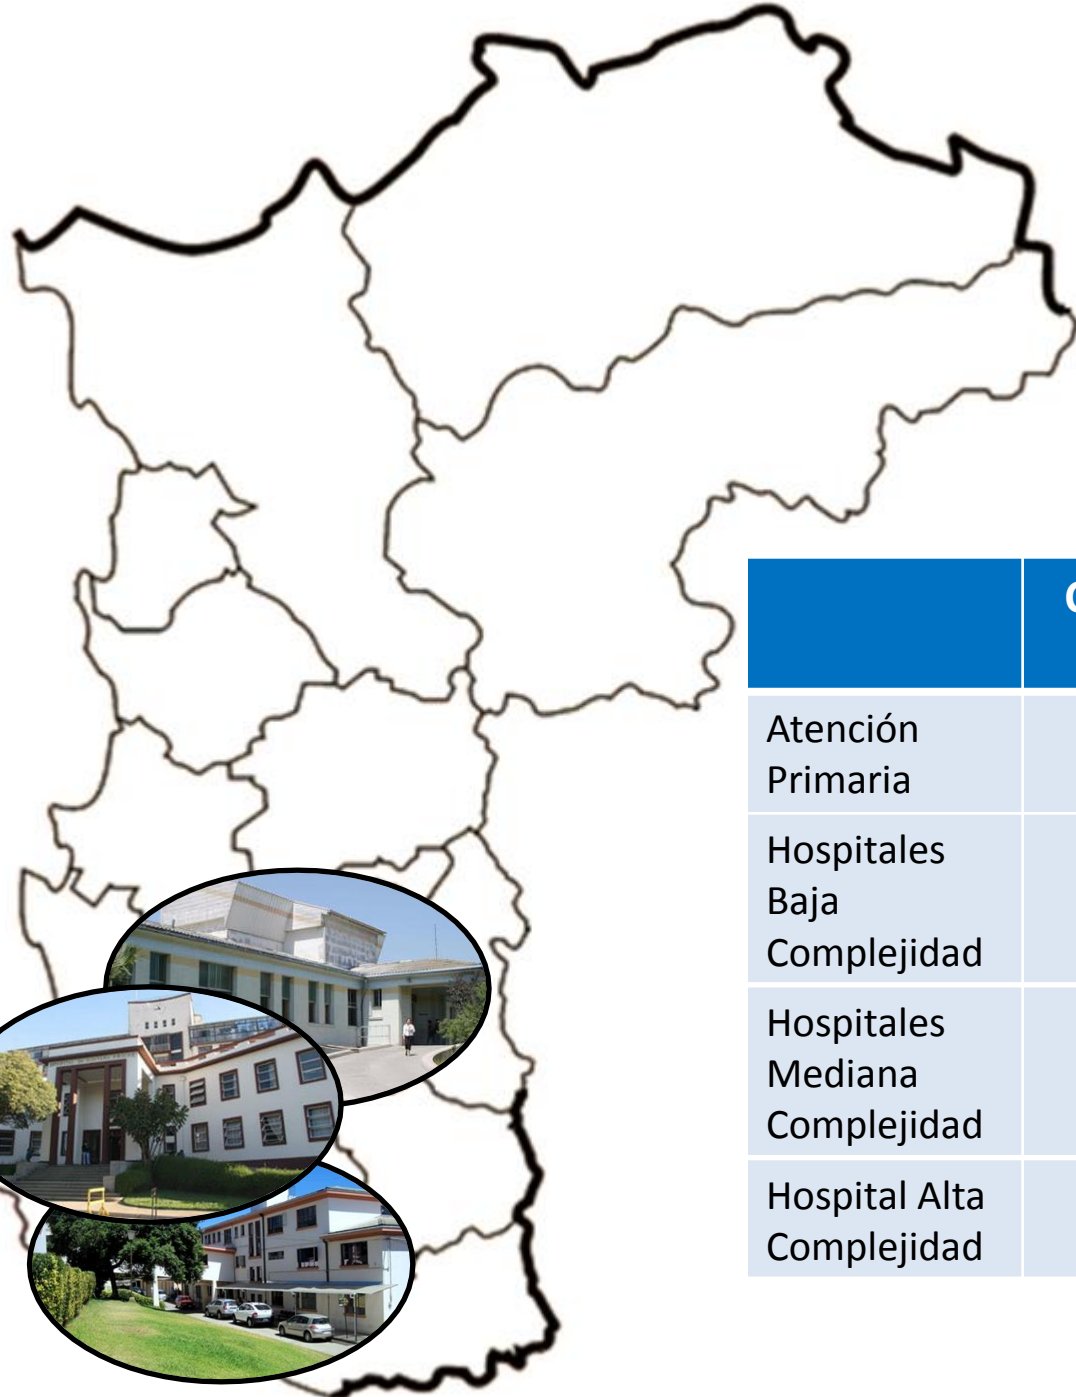 Atención
Primaria
Hospitales
Baja
Complejidad
Hospitales
Mediana
Complejidad
Hospital Alta
Complejidad